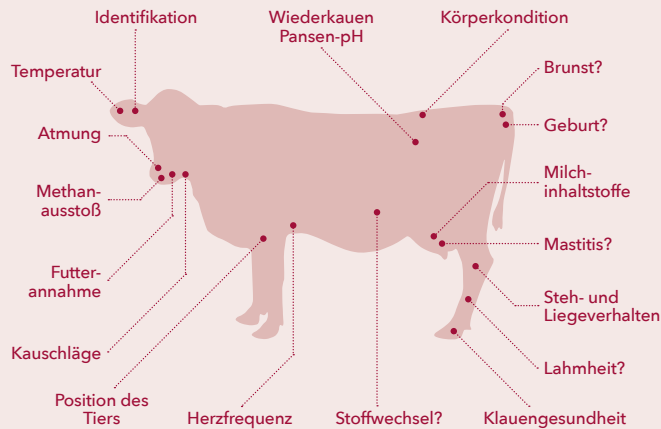 Identifikation
Wiederkauen
Pansen-pH
Körperkondition
Temperatur
Brunst?
Atmung
Geburt?
Methan-
ausstoß
Milch-
inhaltstoffe
Mastitis?
Futter-
annahme
Steh- und
Liegeverhalten
Kauschläge
Lahmheit?
Position des
Tiers
Herzfrequenz
Stoffwechsel?
Klauengesundheit